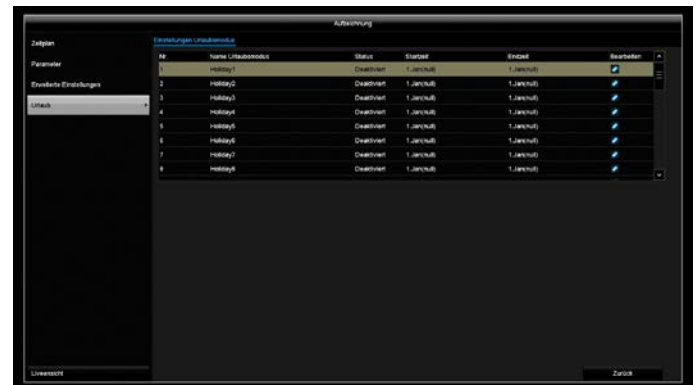 Aufzeichnung
Zeitplan
Parameter
Erweiterte Einstellungen
Urlaub
Einstellungen Urlaubsmodus
Nr. Name Urlaubsmodus Status Startzeit Endzeit Bearbeiten
1 Holiday1 Deaktiviert 1.Jan(null) 1.Jan(null)
2 Holiday2 Deaktiviert 1.Jan(null) 1.Jan(null)
3 Holiday3 Deaktiviert 1.Jan(null) 1.Jan(null)
4 Holiday4 Deaktiviert 1.Jan(null) 1.Jan(null)
5 Holiday5 Deaktiviert 1.Jan(null) 1.Jan(null)
6 Holiday6 Deaktiviert 1.Jan(null) 1.Jan(null)
7 Holiday7 Deaktiviert 1.Jan(null) 1.Jan(null)
8 Holiday8 Deaktiviert 1.Jan(null) 1.Jan(null)
Liveansicht
Zurück